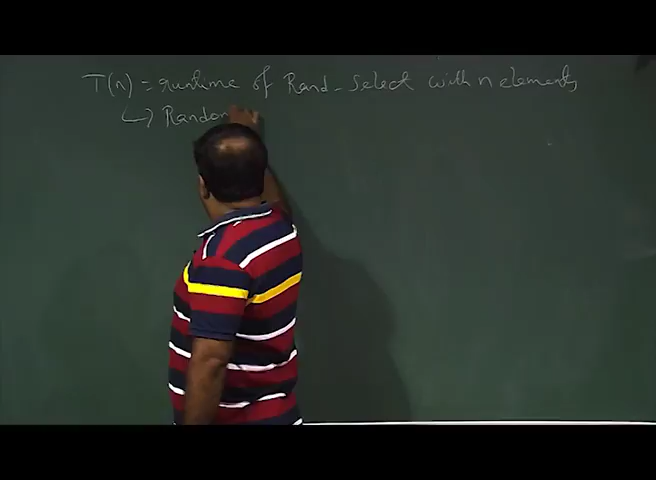 T(n) = runtime of Rand-Select with n elements
↳ Random